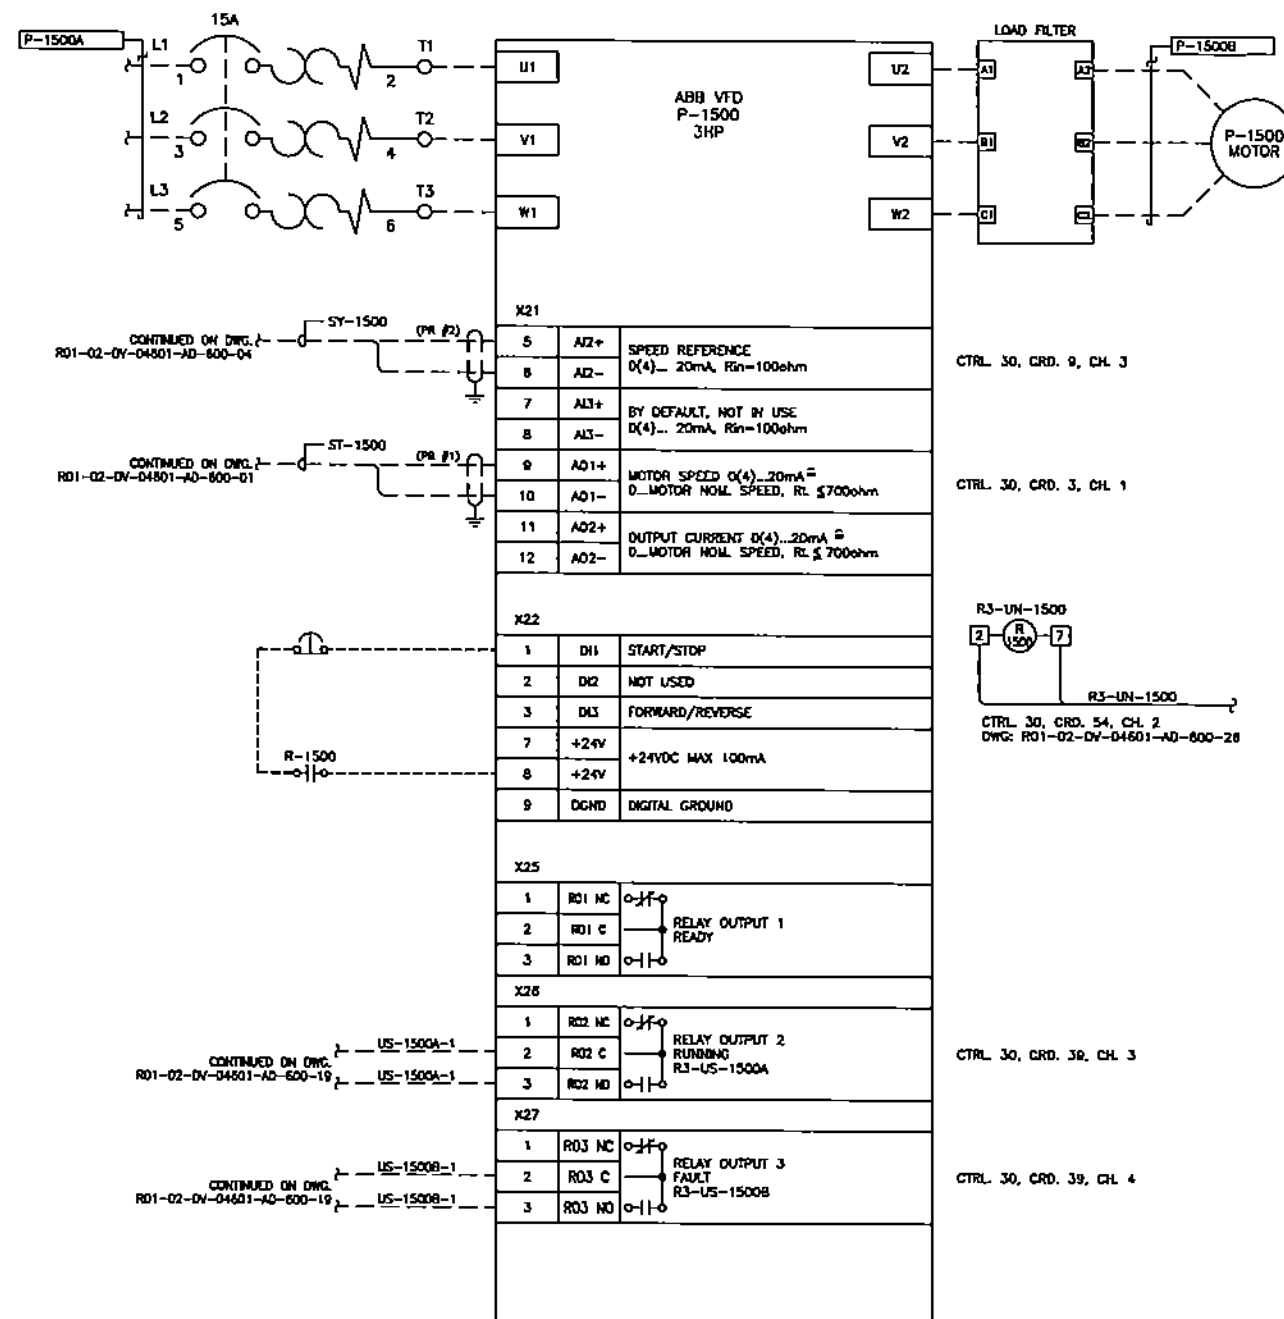 P-1500A
15A
L1
T1
1
2
L2
T2
3
4
L3
T3
5
6
U1
V1
W1
ABB VFD
P-1500
3HP
U2
V2
W2
LOAD FILTER
A1
A2
B1
B2
C1
C2
P-1500B
P-1500
MOTOR
X21
SY-1500
(PR #2)
CONTINUED ON DWG.
R01-02-DV-04601-AD-600-04
5 AI2+
6 AI2-
SPEED REFERENCE
0(4)... 20mA, Rin=100ohm
CTRL. 30, CRD. 9, CH. 3
7 AI3+
8 AI3-
BY DEFAULT, NOT IN USE
0(4)... 20mA, Rin=100ohm
ST-1500
(PR #1)
CONTINUED ON DWG.
R01-02-DV-04601-AD-600-01
9 AO1+
10 AO1-
MOTOR SPEED 0(4)...20mA ≙
0...MOTOR NOM. SPEED, RL ≤700ohm
CTRL. 30, CRD. 3, CH. 1
11 AO2+
12 AO2-
OUTPUT CURRENT 0(4)...20mA ≙
0...MOTOR NOM. SPEED, RL ≤ 700ohm
X22
1 DI1 START/STOP
2 DI2 NOT USED
3 DI3 FORWARD/REVERSE
7 +24V
8 +24V
+24VDC MAX 100mA
9 DGND DIGITAL GROUND
R-1500
R3-UN-1500
2
R
1500
7
R3-UN-1500
CTRL. 30, CRD. 54, CH. 2
DWG: R01-02-DV-04601-AD-600-26
X25
1 RO1 NC
2 RO1 C
3 RO1 NO
RELAY OUTPUT 1
READY
X26
1 RO2 NC
2 RO2 C
3 RO2 NO
RELAY OUTPUT 2
RUNNING
R3-US-1500A
US-1500A-1
CONTINUED ON DWG.
R01-02-DV-04601-AD-600-19
US-1500A-1
CTRL. 30, CRD. 39, CH. 3
X27
1 RO3 NC
2 RO3 C
3 RO3 NO
RELAY OUTPUT 3
FAULT
R3-US-1500B
US-1500B-1
CONTINUED ON DWG.
R01-02-DV-04601-AD-600-19
US-1500B-1
CTRL. 30, CRD. 39, CH. 4